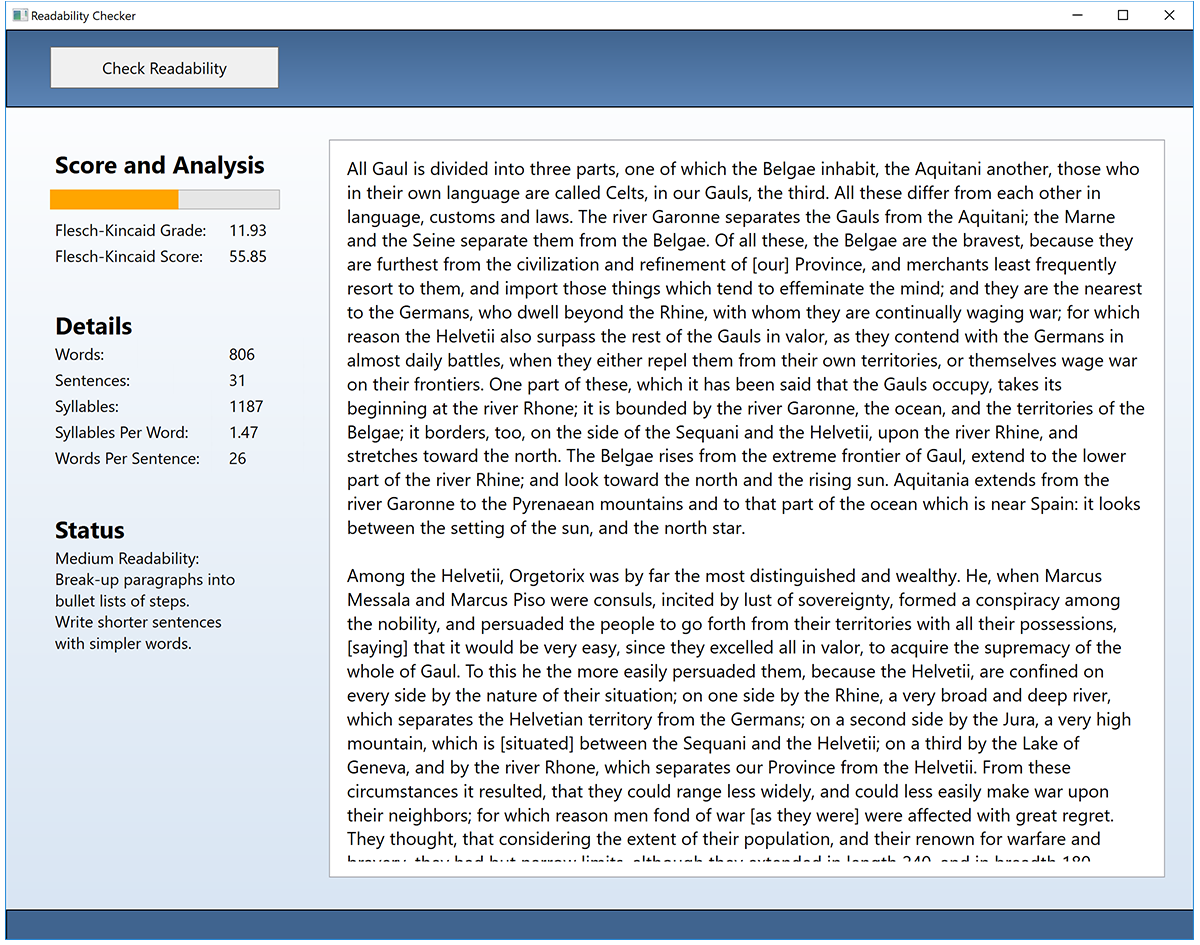 Readability Checker
Check Readability
Score and Analysis
Flesch-Kincaid Grade: 11.93
Flesch-Kincaid Score: 55.85
Details
Words: 806
Sentences: 31
Syllables: 1187
Syllables Per Word: 1.47
Words Per Sentence: 26
Status
Medium Readability:
Break-up paragraphs into
bullet lists of steps.
Write shorter sentences
with simpler words.
All Gaul is divided into three parts, one of which the Belgae inhabit, the Aquitani another, those who
in their own language are called Celts, in our Gauls, the third. All these differ from each other in
language, customs and laws. The river Garonne separates the Gauls from the Aquitani; the Marne
and the Seine separate them from the Belgae. Of all these, the Belgae are the bravest, because they
are furthest from the civilization and refinement of [our] Province, and merchants least frequently
resort to them, and import those things which tend to effeminate the mind; and they are the nearest
to the Germans, who dwell beyond the Rhine, with whom they are continually waging war; for which
reason the Helvetii also surpass the rest of the Gauls in valor, as they contend with the Germans in
almost daily battles, when they either repel them from their own territories, or themselves wage war
on their frontiers. One part of these, which it has been said that the Gauls occupy, takes its
beginning at the river Rhone; it is bounded by the river Garonne, the ocean, and the territories of the
Belgae; it borders, too, on the side of the Sequani and the Helvetii, upon the river Rhine, and
stretches toward the north. The Belgae rises from the extreme frontier of Gaul, extend to the lower
part of the river Rhine; and look toward the north and the rising sun. Aquitania extends from the
river Garonne to the Pyrenaean mountains and to that part of the ocean which is near Spain: it looks
between the setting of the sun, and the north star.
Among the Helvetii, Orgetorix was by far the most distinguished and wealthy. He, when Marcus
Messala and Marcus Piso were consuls, incited by lust of sovereignty, formed a conspiracy among
the nobility, and persuaded the people to go forth from their territories with all their possessions,
[saying] that it would be very easy, since they excelled all in valor, to acquire the supremacy of the
whole of Gaul. To this he the more easily persuaded them, because the Helvetii, are confined on
every side by the nature of their situation; on one side by the Rhine, a very broad and deep river,
which separates the Helvetian territory from the Germans; on a second side by the Jura, a very high
mountain, which is [situated] between the Sequani and the Helvetii; on a third by the Lake of
Geneva, and by the river Rhone, which separates our Province from the Helvetii. From these
circumstances it resulted, that they could range less widely, and could less easily make war upon
their neighbors; for which reason men fond of war [as they were] were affected with great regret.
They thought, that considering the extent of their population, and their renown for warfare and
bravery, they had but narrow limits, although they extended in length 240, and in breadth 180